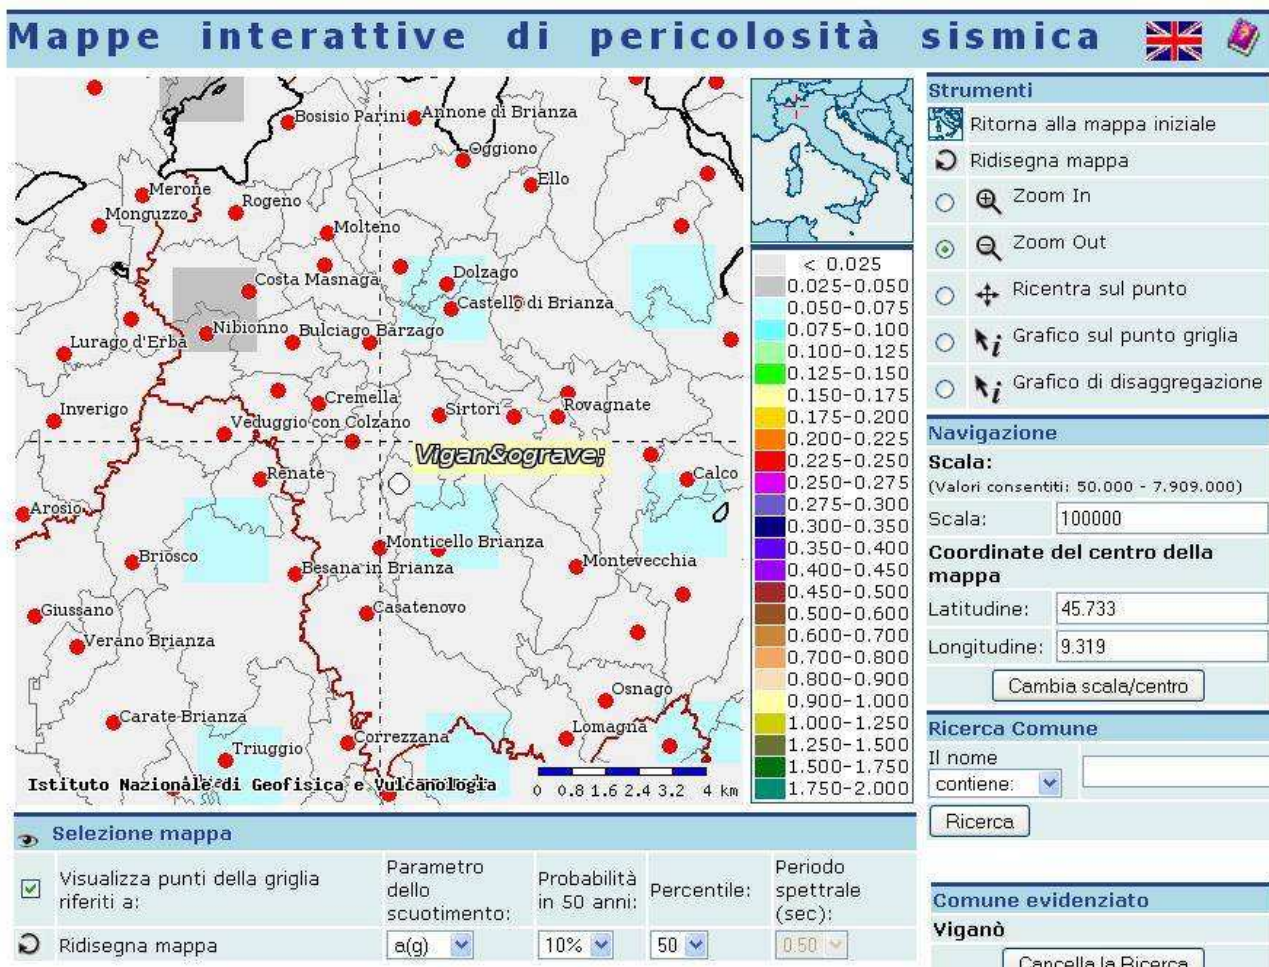 Mappe interattive di pericolosità sismica
Bosisio Parini
Annone di Brianza
Oggiono
Ello
Merone
Rogeno
Monguzzo
Molteno
Costa Masnaga
Dolzago
Castello di Brianza
Nibionno
Bulciago
Barzago
Lurago d'Erba
Cremella
Inverigo
Sirtori
Rovagnate
Veduggio con Colzano
Vigan&ograve;
Renate
Calco
Arosio
Monticello Brianza
Briosco
Besana in Brianza
Montevecchia
Giussano
Casatenovo
Verano Brianza
Osnago
Carate Brianza
Lomagna
Correzzana
Triuggio
Istituto Nazionale di Geofisica e Vulcanologia
0 0.8 1.6 2.4 3.2 4 km
< 0.025
0.025-0.050
0.050-0.075
0.075-0.100
0.100-0.125
0.125-0.150
0.150-0.175
0.175-0.200
0.200-0.225
0.225-0.250
0.250-0.275
0.275-0.300
0.300-0.350
0.350-0.400
0.400-0.450
0.450-0.500
0.500-0.600
0.600-0.700
0.700-0.800
0.800-0.900
0.900-1.000
1.000-1.250
1.250-1.500
1.500-1.750
1.750-2.000
Strumenti
Ritorna alla mappa iniziale
Ridisegna mappa
Zoom In
Zoom Out
Ricentra sul punto
Grafico sul punto griglia
Grafico di disaggregazione
Navigazione
Scala:
(Valori consentiti: 50.000 - 7.909.000)
Scala: 100000
Coordinate del centro della
mappa
Latitudine: 45.733
Longitudine: 9.319
Cambia scala/centro
Ricerca Comune
Il nome
contiene:
Ricerca
Comune evidenziato
Viganò
Cancella la Ricerca
Selezione mappa
Visualizza punti della griglia
riferiti a:
Parametro
dello
scuotimento:
Probabilità
in 50 anni:
Percentile:
Periodo
spettrale
(sec):
Ridisegna mappa
a(g)
10%
50
0.50